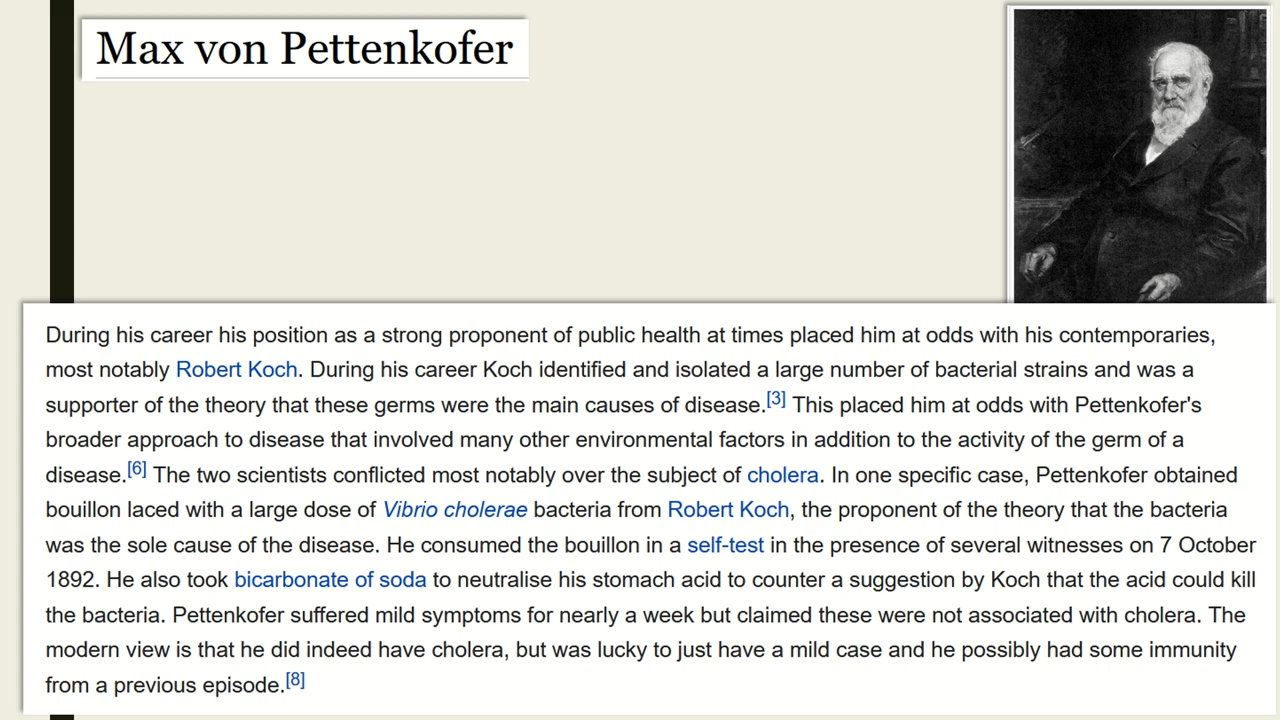 Max von Pettenkofer
During his career his position as a strong proponent of public health at times placed him at odds with his contemporaries,
most notably Robert Koch. During his career Koch identified and isolated a large number of bacterial strains and was a
supporter of the theory that these germs were the main causes of disease.[3] This placed him at odds with Pettenkofer's
broader approach to disease that involved many other environmental factors in addition to the activity of the germ of a
disease.[6] The two scientists conflicted most notably over the subject of cholera. In one specific case, Pettenkofer obtained
bouillon laced with a large dose of Vibrio cholerae bacteria from Robert Koch, the proponent of the theory that the bacteria
was the sole cause of the disease. He consumed the bouillon in a self-test in the presence of several witnesses on 7 October
1892. He also took bicarbonate of soda to neutralise his stomach acid to counter a suggestion by Koch that the acid could kill
the bacteria. Pettenkofer suffered mild symptoms for nearly a week but claimed these were not associated with cholera. The
modern view is that he did indeed have cholera, but was lucky to just have a mild case and he possibly had some immunity
from a previous episode.[8]